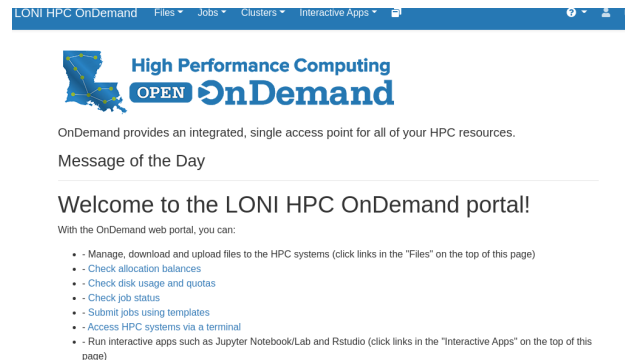 LONI HPC OnDemand Files Jobs Clusters Interactive Apps
High Performance Computing
OPEN OnDemand
OnDemand provides an integrated, single access point for all of your HPC resources.
Message of the Day
Welcome to the LONI HPC OnDemand portal!
With the OnDemand web portal, you can:
- Manage, download and upload files to the HPC systems (click links in the "Files" on the top of this page)
- Check allocation balances
- Check disk usage and quotas
- Check job status
- Submit jobs using templates
- Access HPC systems via a terminal
- Run interactive apps such as Jupyter Notebook/Lab and Rstudio (click links in the "Interactive Apps" on the top of this
page)